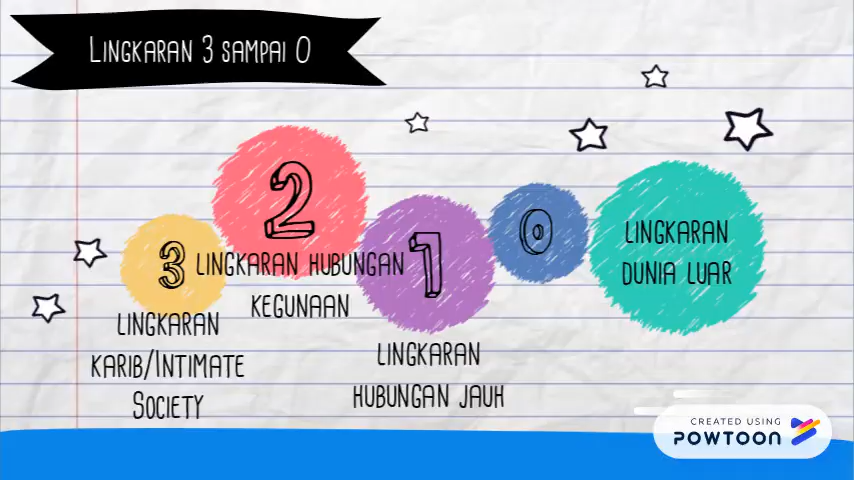 LINGKARAN 3 SAMPAI 0
3
LINGKARAN
KARIB/INTIMATE
SOCIETY
2
LINGKARAN HUBUNGAN
KEGUNAAN
1
LINGKARAN
HUBUNGAN JAUH
0
LINGKARAN
DUNIA LUAR
CREATED USING
POWTOON